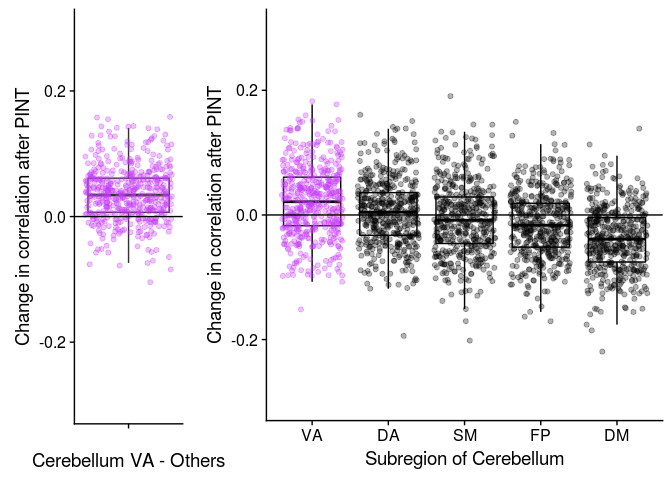 Change in correlation after PINT
0.2
0.0
-0.2
Cerebellum VA - Others
Change in correlation after PINT
0.2
0.0
-0.2
VA DA SM FP DM
Subregion of Cerebellum